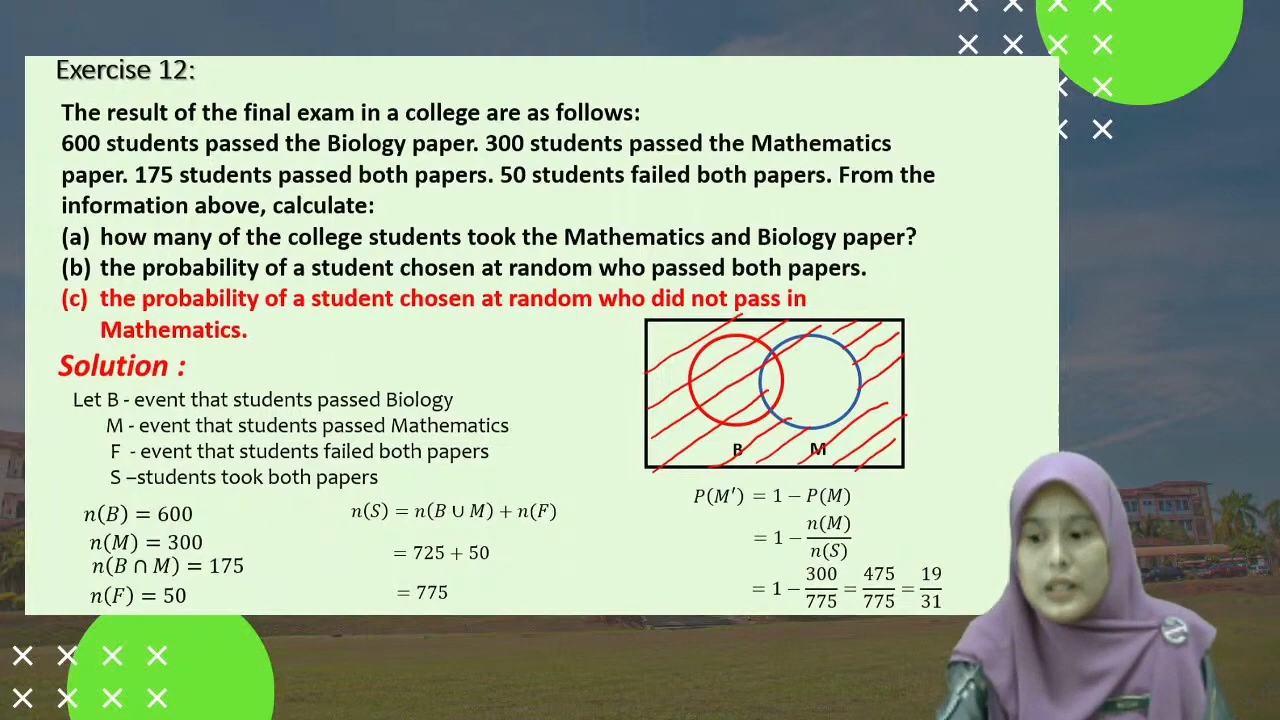 Exercise 12:
The result of the final exam in a college are as follows:
600 students passed the Biology paper. 300 students passed the Mathematics
paper. 175 students passed both papers. 50 students failed both papers. From the
information above, calculate:
(a) how many of the college students took the Mathematics and Biology paper?
(b) the probability of a student chosen at random who passed both papers.
(c) the probability of a student chosen at random who did not pass in
Mathematics.
Solution :
Let B - event that students passed Biology
M - event that students passed Mathematics
F - event that students failed both papers
S –students took both papers
n(B) = 600
n(M) = 300
n(B ∩ M) = 175
n(F) = 50
n(S) = n(B ∪ M) + n(F)
= 725 + 50
= 775
B M
P(M′) = 1 − P(M)
= 1 − n(M)/n(S)
= 1 − 300/775 = 475/775 = 19/31